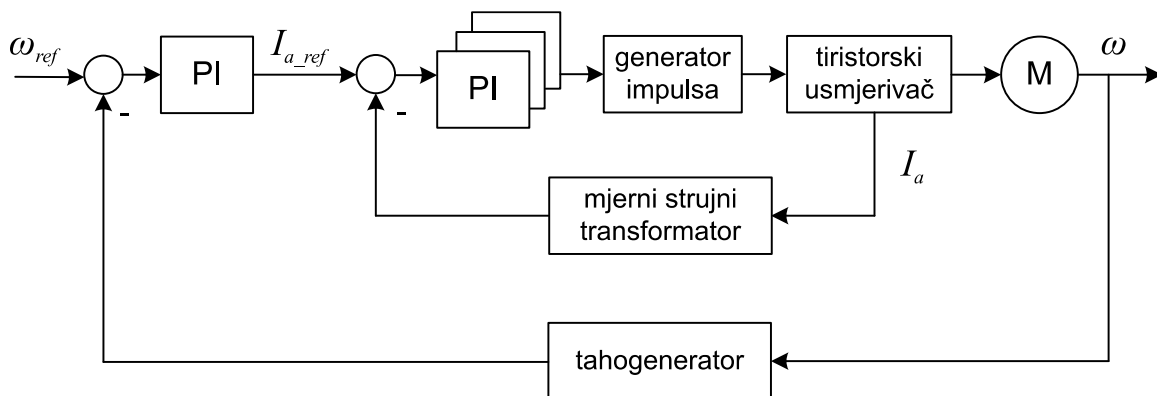 ω_ref
PI
I_a_ref
PI
generator
impulsa
tiristorski
usmjerivač
M
ω
-
-
I_a
mjerni strujni
transformator
tahogenerator